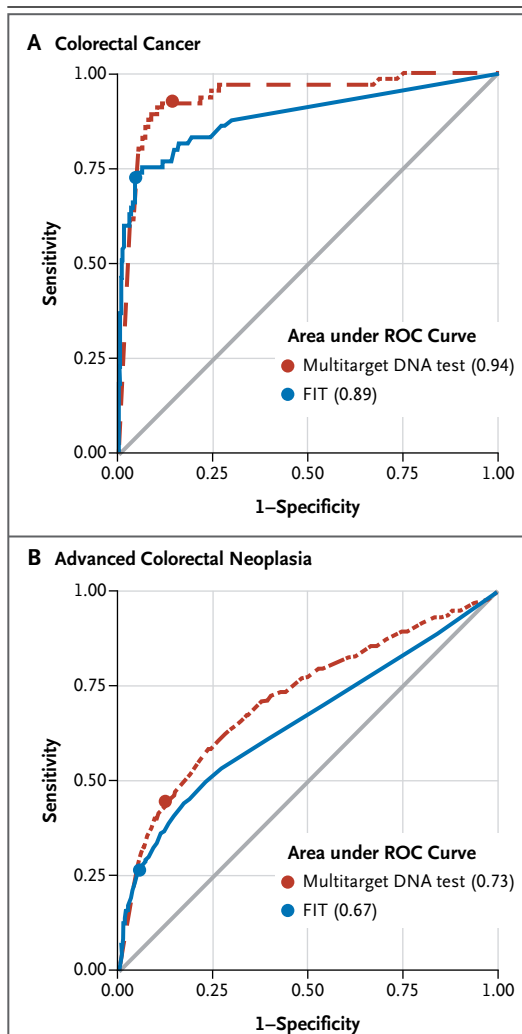 A Colorectal Cancer
1.00
0.75
0.50
0.25
0.00
Sensitivity
Area under ROC Curve
Multitarget DNA test (0.94)
FIT (0.89)
0.00 0.25 0.50 0.75 1.00
1–Specificity
B Advanced Colorectal Neoplasia
1.00
0.75
0.50
0.25
0.00
Sensitivity
Area under ROC Curve
Multitarget DNA test (0.73)
FIT (0.67)
0.00 0.25 0.50 0.75 1.00
1–Specificity